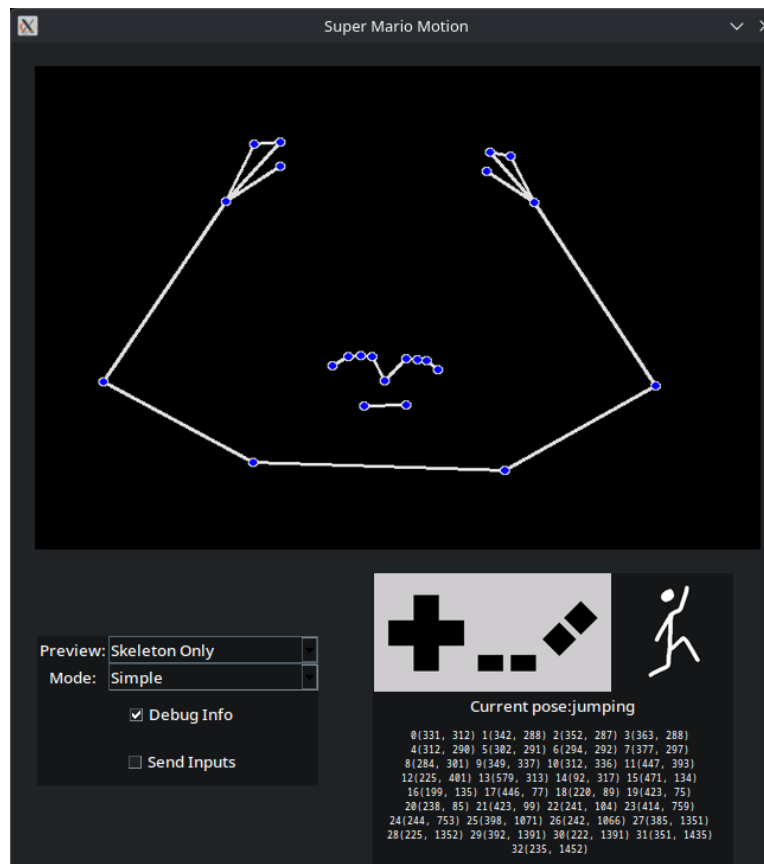 Super Mario Motion
Preview: Skeleton Only
Mode: Simple
Debug Info
Send Inputs
Current pose:jumping
0(331, 312) 1(342, 288) 2(352, 287) 3(363, 288)
4(312, 290) 5(302, 291) 6(294, 292) 7(377, 297)
8(284, 301) 9(349, 337) 10(312, 336) 11(447, 393)
12(225, 401) 13(579, 313) 14(92, 317) 15(471, 134)
16(199, 135) 17(446, 77) 18(220, 89) 19(423, 75)
20(238, 85) 21(423, 99) 22(241, 104) 23(414, 759)
24(244, 753) 25(398, 1071) 26(242, 1066) 27(385, 1351)
28(225, 1352) 29(392, 1391) 30(222, 1391) 31(351, 1435)
32(235, 1452)